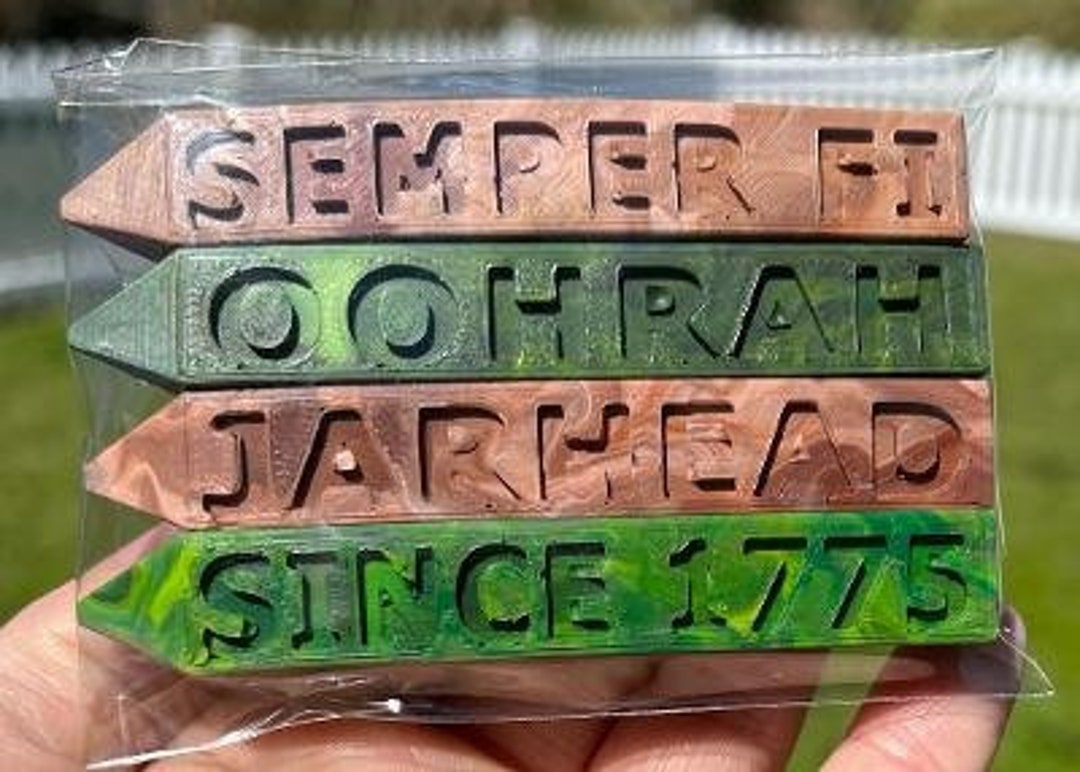 SEMPER FI
OOHRAH
JARHEAD
SINCE 1775